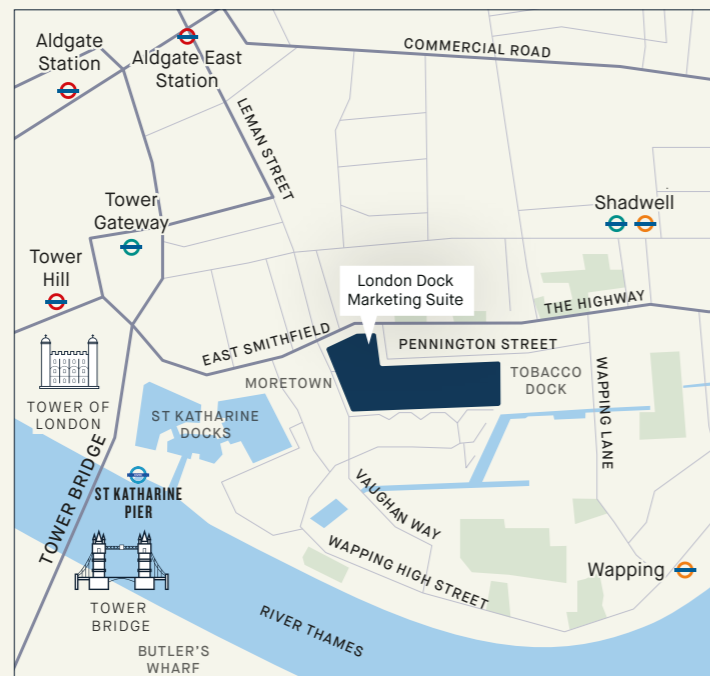 Aldgate
Station
Aldgate East
Station
COMMERCIAL ROAD
LEMAN STREET
Tower
Gateway
Shadwell
Tower
Hill
London Dock
Marketing Suite
THE HIGHWAY
EAST SMITHFIELD
PENNINGTON STREET
MORETOWN
TOBACCO
DOCK
WAPPING LANE
TOWER OF
LONDON
ST KATHARINE
DOCKS
TOWER BRIDGE
ST KATHARINE
PIER
VAUGHAN WAY
WAPPING HIGH STREET
Wapping
TOWER
BRIDGE
RIVER THAMES
BUTLER'S
WHARF